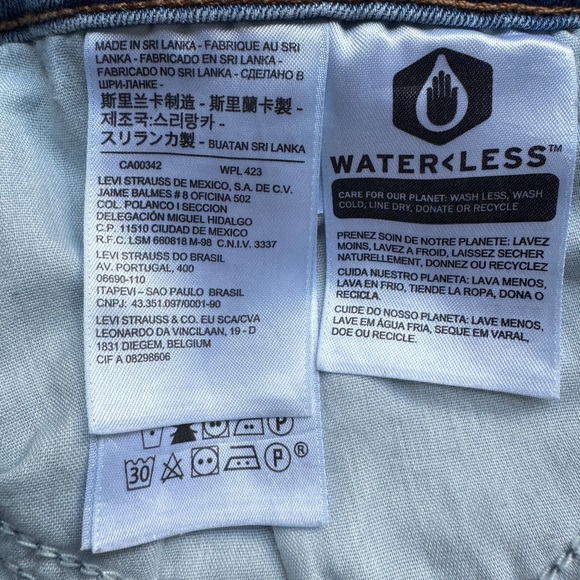 MADE IN SRI LANKA - FABRIQUE AU SRI
LANKA - FABRICADO EN SRI LANKA -
FABRICADO NO SRI LANKA - СДЕЛАНО В
ШРИ-ЛАНКЕ -
斯里兰卡制造 - 斯里蘭卡製 -
제조국:스리랑카 -
スリランカ製 - BUATAN SRI LANKA
CA00342 WPL 423
LEVI STRAUSS DE MEXICO, S.A. DE C.V.
JAIME BALMES # 8 OFICINA 502
COL. POLANCO I SECCION
DELEGACIÓN MIGUEL HIDALGO
C.P. 11510 CIUDAD DE MEXICO
R.F.C. LSM 660818 M-98 C.N.I.V. 3337
LEVI STRAUSS DO BRASIL
AV. PORTUGAL, 400
06690-110
ITAPEVI ~ SAO PAULO BRASIL
CNPJ: 43.351.097/0001-90
LEVI STRAUSS & CO. EU SCA/CVA
LEONARDO DA VINCILAAN, 19 - D
1831 DIEGEM, BELGIUM
CIF A 08298606
P
30 P ®
WATER<LESS™
CARE FOR OUR PLANET: WASH LESS, WASH
COLD, LINE DRY, DONATE OR RECYCLE
PRENEZ SOIN DE NOTRE PLANETE: LAVEZ
MOINS, LAVEZ A FROID, LAISSEZ SECHER
NATURELLEMENT, DONNEZ OU RECYCLEZ
CUIDA NUESTRO PLANETA: LAVA MENOS,
LAVA EN FRIO, TIENDE LA ROPA, DONA O
RECICLA.
CUIDE DO NOSSO PLANETA: LAVE MENOS,
LAVE EM ÁGUA FRIA, SEQUE EM VARAL,
DOE OU RECICLE.